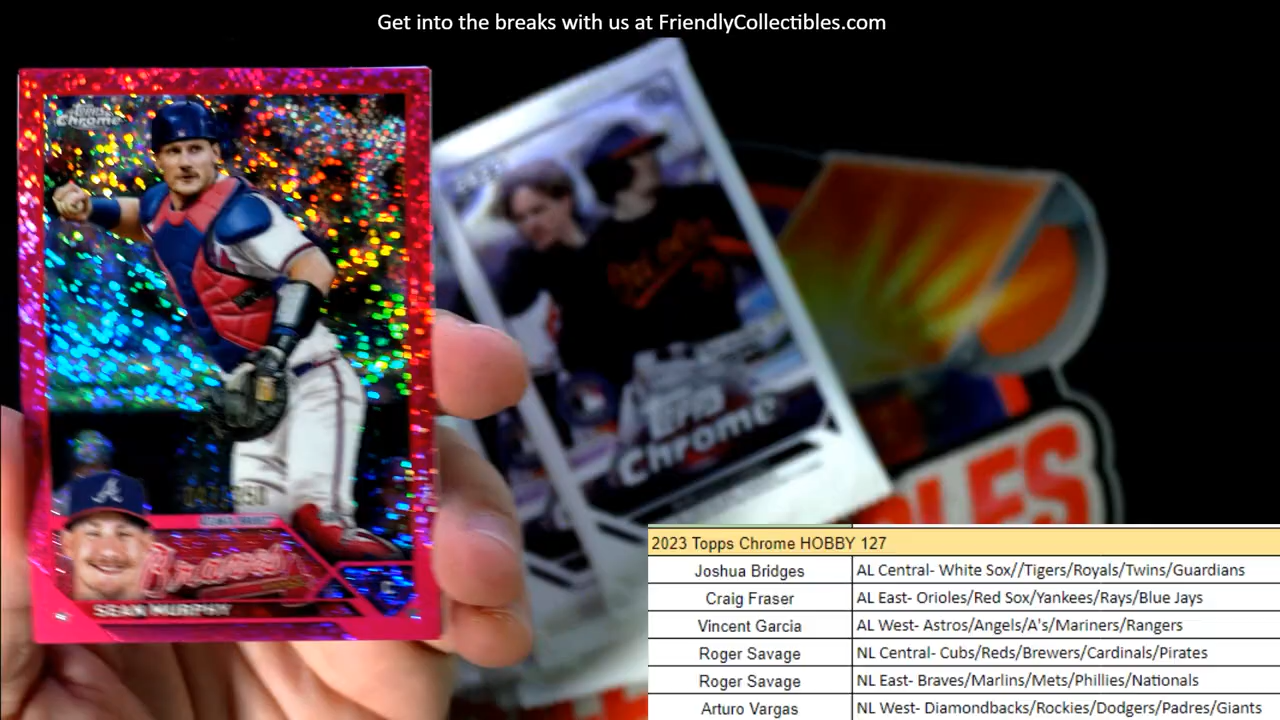 Get into the breaks with us at FriendlyCollectibles.com
Topps
Chrome
Braves
SEAN MURPHY
Chrome
LES
2023 Topps Chrome HOBBY 127
Joshua Bridges AL Central- White Sox//Tigers/Royals/Twins/Guardians
Craig Fraser AL East- Orioles/Red Sox/Yankees/Rays/Blue Jays
Vincent Garcia AL West- Astros/Angels/A's/Mariners/Rangers
Roger Savage NL Central- Cubs/Reds/Brewers/Cardinals/Pirates
Roger Savage NL East- Braves/Marlins/Mets/Phillies/Nationals
Arturo Vargas NL West- Diamondbacks/Rockies/Dodgers/Padres/Giants